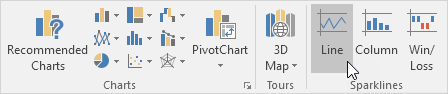 Recommended
Charts
PivotChart
Charts
3D
Map
Tours
Line
Column
Win/
Loss
Sparklines